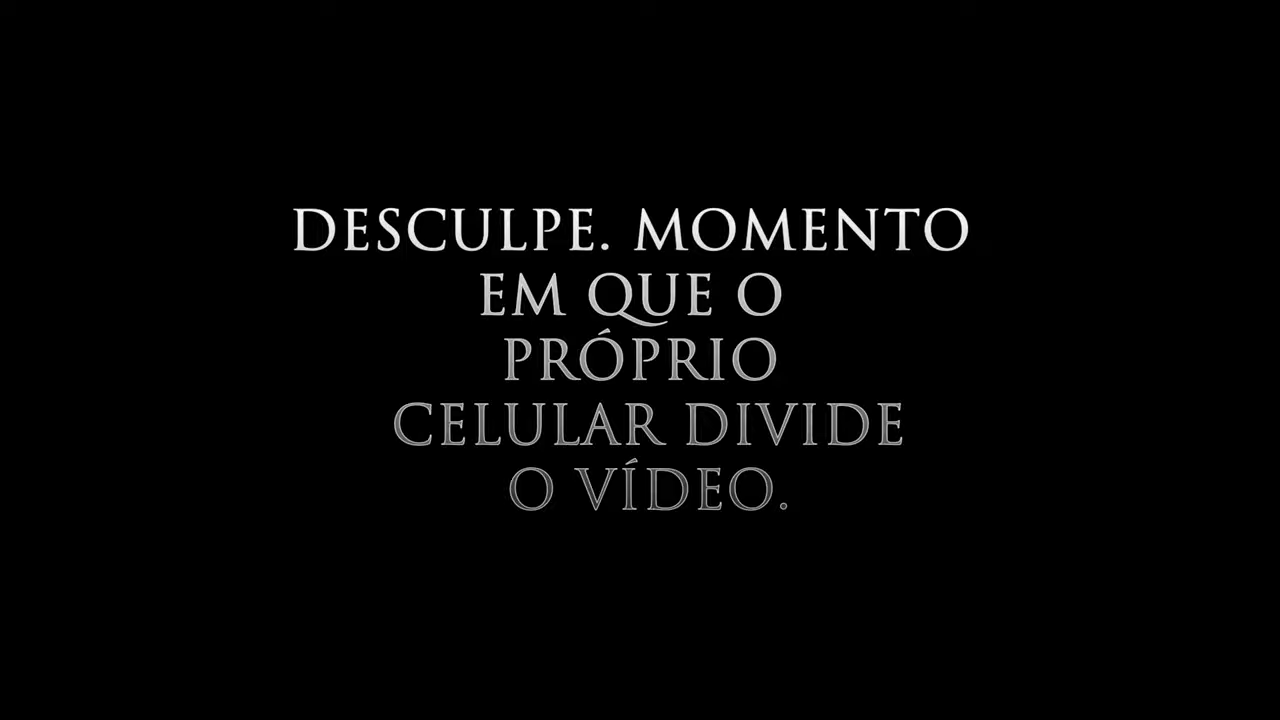 DESCULPE. MOMENTO
EM QUE O
PRÓPRIO
CELULAR DIVIDE
O VÍDEO.